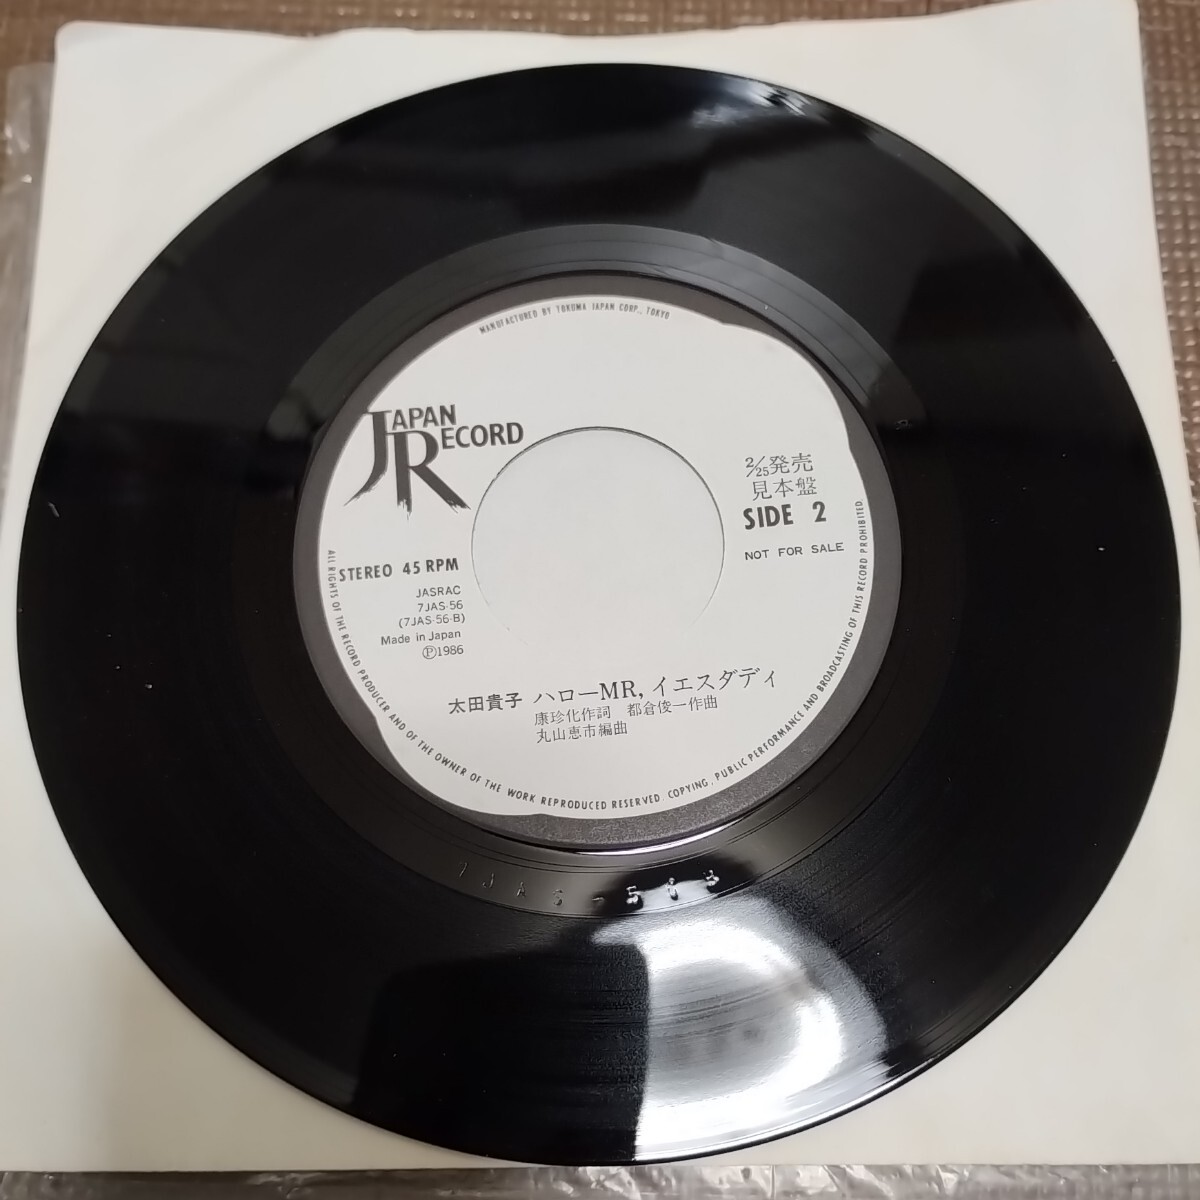 MANUFACTURED BY TOKUMA JAPAN CORP., TOKYO
JAPAN
RECORD
2/25発売
見本盤
SIDE 2
NOT FOR SALE
STEREO 45 RPM
JASRAC
7JAS-56
(7JAS-56-B)
Made in Japan
Ⓟ1986
太田貴子 ハローMR, イエスダディ
康珍化作詞 都倉俊一作曲
丸山恵市編曲
ALL RIGHTS OF THE RECORD PRODUCER AND OF THE OWNER OF THE WORK REPRODUCED RESERVED. COPYING, PUBLIC PERFORMANCE AND BROADCASTING OF THIS RECORD PROHIBITED.